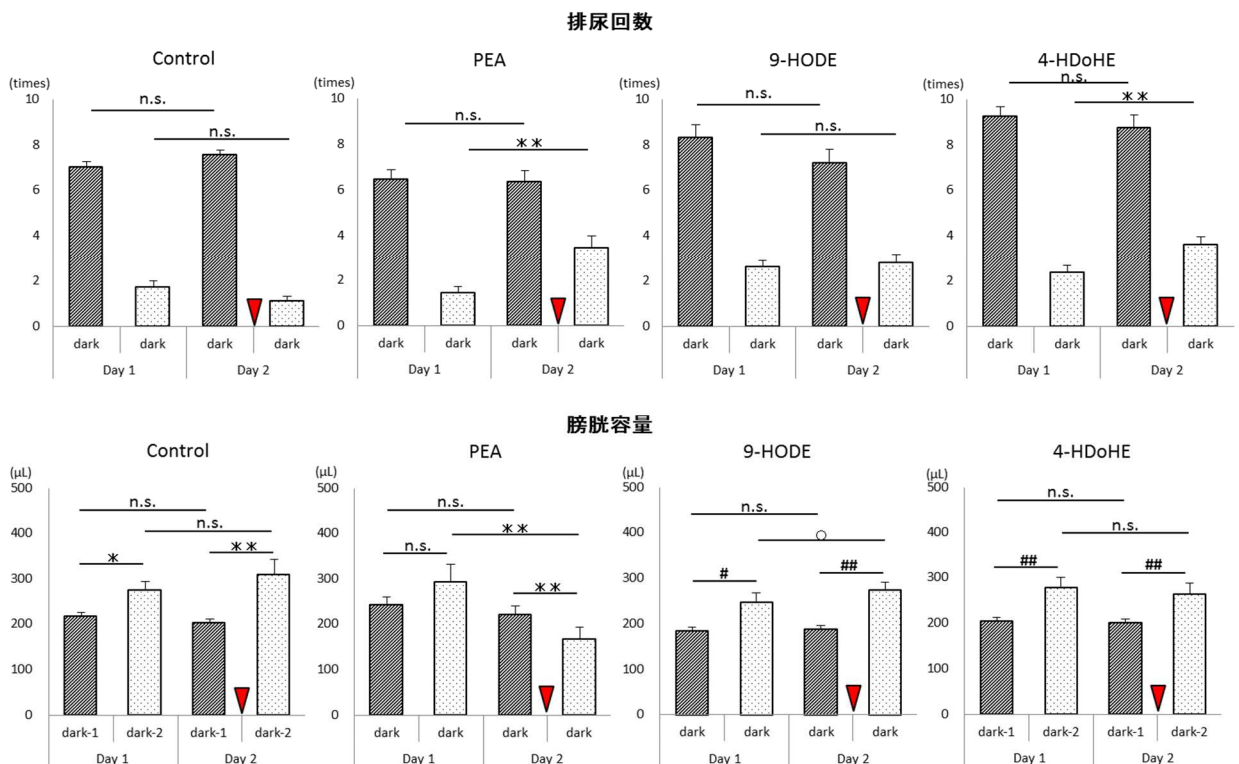 排尿回数
Control PEA 9-HODE 4-HDoHE
(times) (times) (times) (times)
n.s. n.s. n.s. n.s.
n.s. ** n.s. **
10 10 10 10
8 8 8 8
6 6 6 6
4 4 4 4
2 2 2 2
0 0 0 0
dark dark dark dark dark dark dark dark dark dark dark dark dark dark dark dark
Day 1 Day 2 Day 1 Day 2 Day 1 Day 2 Day 1 Day 2
膀胱容量
Control PEA 9-HODE 4-HDoHE
(μL) (μL) (μL) (μL)
500 500 500 500
n.s. n.s. n.s. n.s.
n.s. ** ○ n.s.
400 400 400 400
* ** n.s. ** # ## ## ##
300 300 300 300
200 200 200 200
100 100 100 100
0 0 0 0
dark-1 dark-2 dark-1 dark-2 dark dark dark dark dark dark dark dark dark-1 dark-2 dark-1 dark-2
Day 1 Day 2 Day 1 Day 2 Day 1 Day 2 Day 1 Day 2